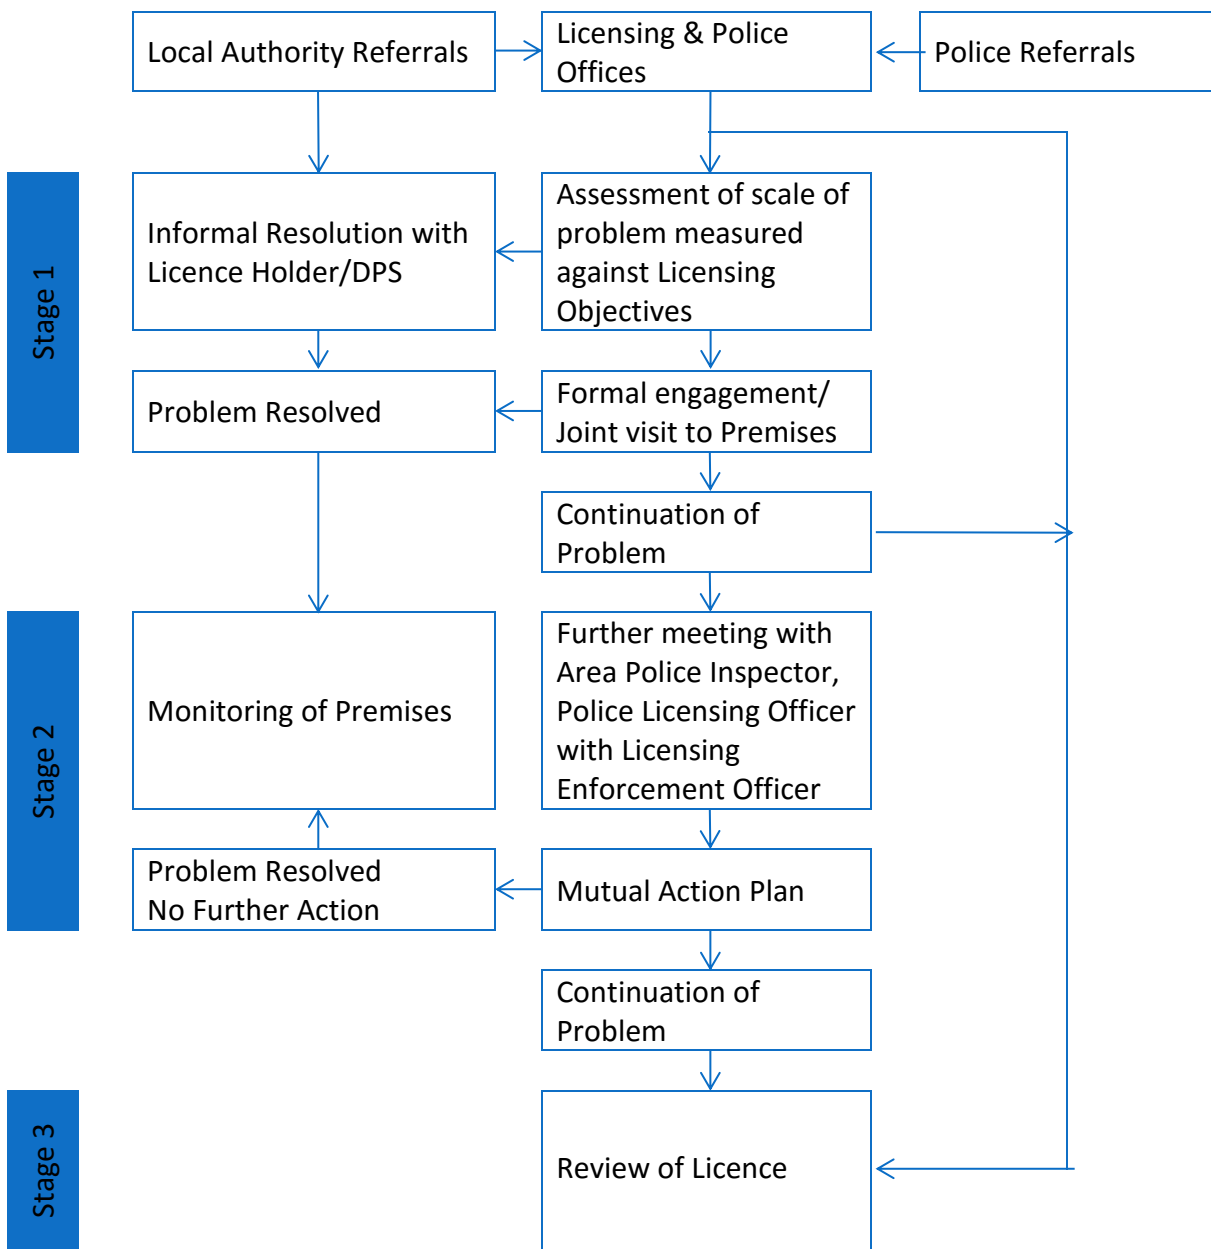 Local Authority Referrals
Licensing & Police
Offices
Police Referrals
Stage 1
Informal Resolution with
Licence Holder/DPS
Assessment of scale of
problem measured
against Licensing
Objectives
Problem Resolved
Formal engagement/
Joint visit to Premises
Continuation of
Problem
Stage 2
Monitoring of Premises
Further meeting with
Area Police Inspector,
Police Licensing Officer
with Licensing
Enforcement Officer
Problem Resolved
No Further Action
Mutual Action Plan
Continuation of
Problem
Stage 3
Review of Licence